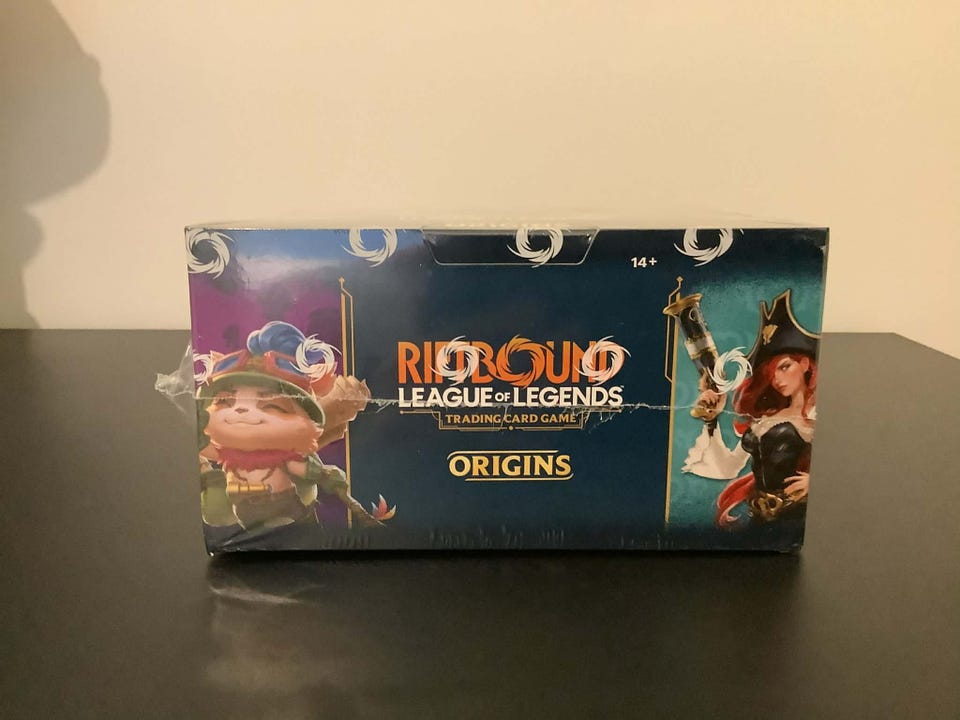 14+
RIFTBOUND
LEAGUE OF LEGENDS
TRADING CARD GAME
ORIGINS